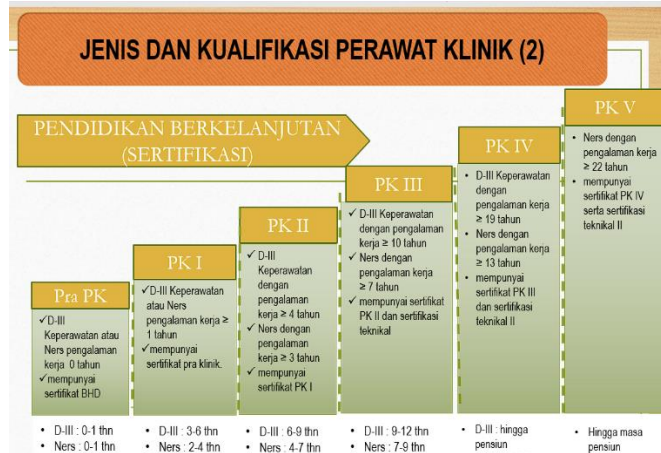 JENIS DAN KUALIFIKASI PERAWAT KLINIK (2)
PENDIDIKAN BERKELANJUTAN
(SERTIFIKASI)
Pra PK
✓D-III
Keperawatan atau
Ners pengalaman
kerja 0 tahun
✓mempunyai
sertifikat BHD
• D-III : 0-1 thn
• Ners : 0-1 thn
PK I
✓D-III Keperawatan
atau Ners
pengalaman kerja ≥
1 tahun
✓mempunyai
sertifikat pra klinik.
• D-III : 3-6 thn
• Ners : 2-4 thn
PK II
✓ D-III
Keperawatan
dengan
pengalaman
kerja ≥ 4 tahun
✓ Ners dengan
pengalaman
kerja ≥ 3 tahun
✓ mempunyai
sertifikat PK I
• D-III : 6-9 thn
• Ners : 4-7 thn
PK III
✓ D-III Keperawatan
dengan pengalaman
kerja ≥ 10 tahun
✓ Ners dengan
pengalaman kerja
≥ 7 tahun
✓ mempunyai sertifikat
PK II dan sertifikasi
teknikal
• D-III : 9-12 thn
• Ners : 7-9 thn
PK IV
• D-III Keperawatan
dengan
pengalaman kerja
≥ 19 tahun
• Ners dengan
pengalaman kerja
≥ 13 tahun
• mempunyai
sertifikat PK III
dan sertifikasi
teknikal II
• D-III : hingga
pensiun
PK V
• Ners dengan
pengalaman kerja
≥ 22 tahun
• mempunyai
sertifikat PK IV
serta sertifikasi
teknikal II
• Hingga masa
pensiun